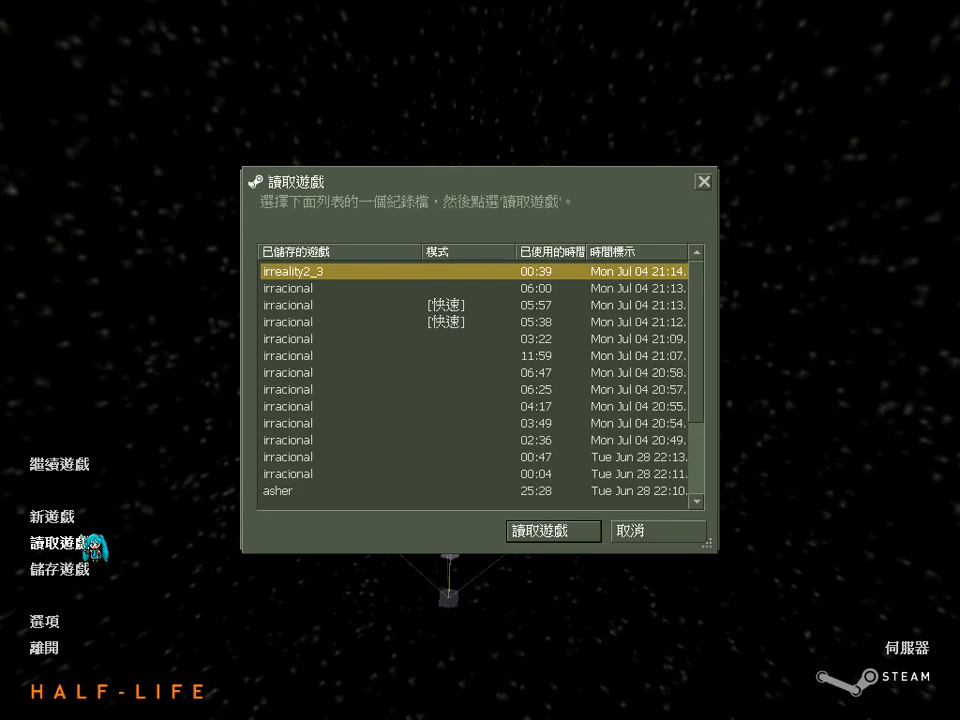 讀取遊戲
選擇下面列表的一個紀錄檔，然後點選'讀取遊戲'。
已儲存的遊戲 模式 已使用的時間 時間標示
irreality2_3 00:39 Mon Jul 04 21:14.
irracional 06:00 Mon Jul 04 21:13.
irracional [快速] 05:57 Mon Jul 04 21:13.
irracional [快速] 05:38 Mon Jul 04 21:12.
irracional 03:22 Mon Jul 04 21:09.
irracional 11:59 Mon Jul 04 21:07.
irracional 06:47 Mon Jul 04 20:58.
irracional 06:25 Mon Jul 04 20:57.
irracional 04:17 Mon Jul 04 20:55.
irracional 03:49 Mon Jul 04 20:54.
irracional 02:36 Mon Jul 04 20:49.
irracional 00:47 Tue Jun 28 22:13.
irracional 00:04 Tue Jun 28 22:11.
asher 25:28 Tue Jun 28 22:10.
讀取遊戲 取消
繼續遊戲
新遊戲
讀取遊戲
儲存遊戲
選項
離開
伺服器
HALF-LIFE
STEAM